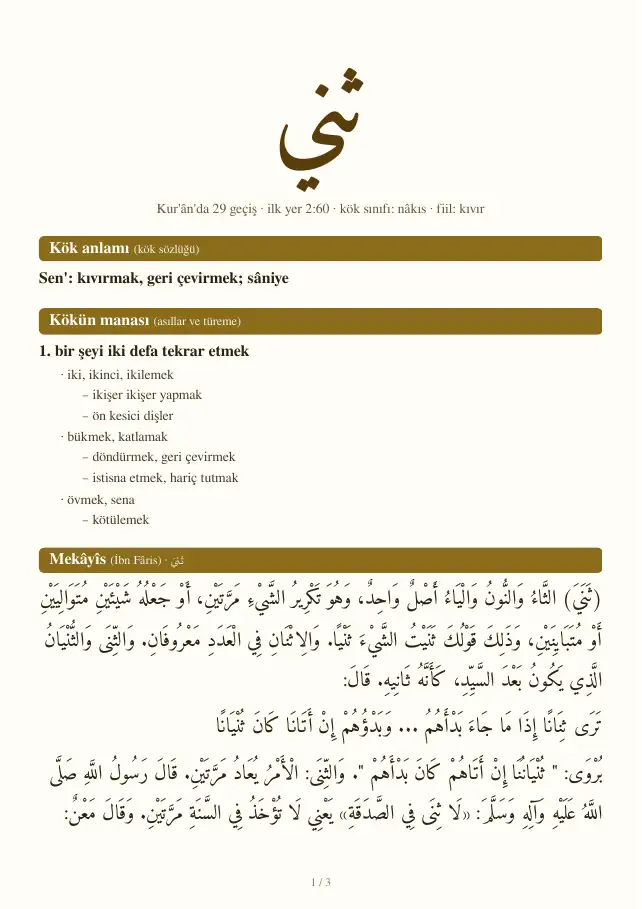 ثني
Kur'ân'da 29 geçiş · ilk yer 2:60 · kök sınıfı: nâkıs · fiil: kıvır
Kök anlamı (kök sözlüğü)
Sen': kıvırmak, geri çevirmek; sâniye
Kökün manası (asıllar ve türeme)
1. bir şeyi iki defa tekrar etmek
· iki, ikinci, ikilemek
– ikişer ikişer yapmak
– ön kesici dişler
· bükmek, katlamak
– döndürmek, geri çevirmek
– istisna etmek, hariç tutmak
· övmek, sena
– kötülemek
Mekâyîs (İbn Fâris) · ثَنَيَ
(ثَنَيَ) الثَّاءُ وَالنُّونُ وَالْيَاءُ أَصْلٌ وَاحِدٌ، وَهُوَ تَكْرِيرُ الشَّيْءِ مَرَّتَيْنِ، أَوْ جَعْلُهُ شَيْئَيْنِ مُتَوَالِيَيْنِ
أَوْ مُتَبَايِنَيْنِ، وَذَلِكَ قَوْلُكَ ثَنَيْتُ الشَّيْءَ ثَنْيًا. وَالِاثْنَانِ فِي الْعَدَدِ مَعْرُوفَانِ. وَالثِّنَى وَالثُّنْيَانُ
الَّذِي يَكُونُ بَعْدَ السَّيِّدِ، كَأَنَّهُ ثَانِيهِ. قَالَ:
تَرَى ثِنَانًا إِذَا مَا جَاءَ بَدْأَهُمُ ... وَبَدْؤُهُمْ إِنْ أَتَانَا كَانَ ثُنْيَانًا
يُرْوَى: " ثُنْيَانُنَا إِنْ أَتَاهُمْ كَانَ بَدْأَهُمْ ". وَالثِّنَى: الْأَمْرُ يُعَادُ مَرَّتَيْنِ. قَالَ رَسُولُ اللَّهِ صَلَّى
اللَّهُ عَلَيْهِ وَآلِهِ وَسَلَّمَ: «لَا ثِنَى فِي الصَّدَقَةِ» يَعْنِي لَا تُؤْخَذُ فِي السَّنَةِ مَرَّتَيْنِ. وَقَالَ مَعْنٌ:
1 / 3